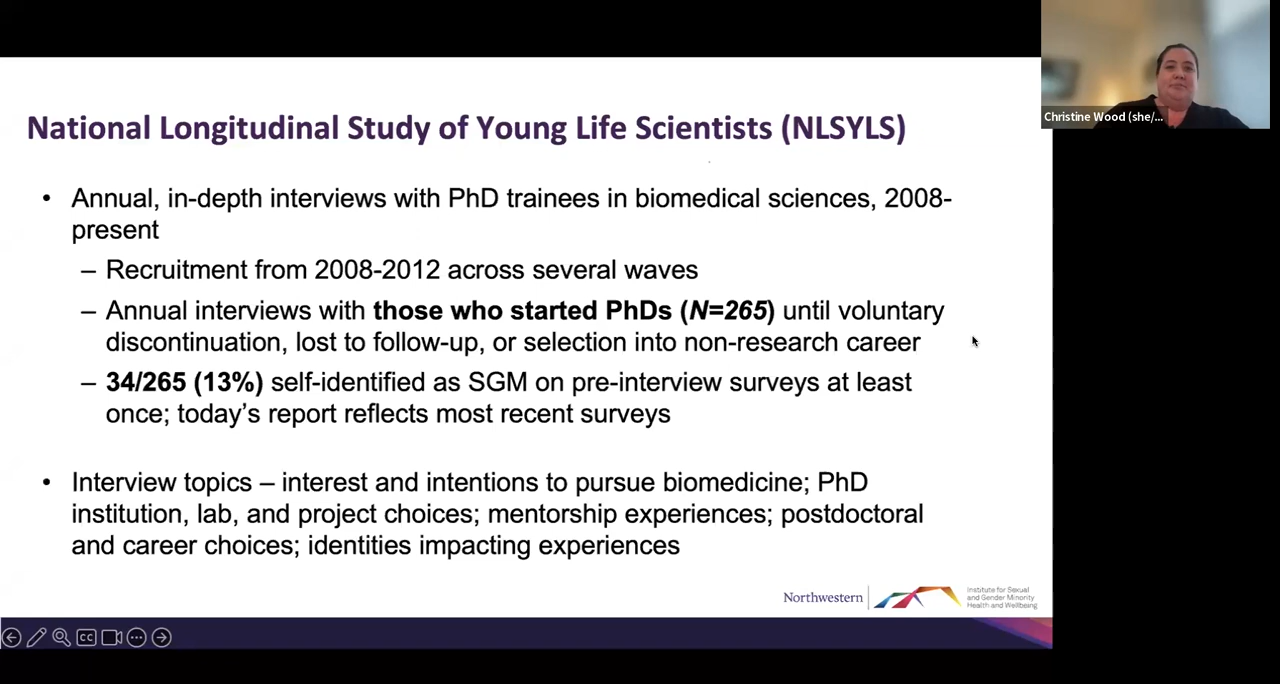 Christine Wood (she/...
National Longitudinal Study of Young Life Scientists (NLSYLS)
• Annual, in-depth interviews with PhD trainees in biomedical sciences, 2008-
present
– Recruitment from 2008-2012 across several waves
– Annual interviews with those who started PhDs (N=265) until voluntary
discontinuation, lost to follow-up, or selection into non-research career
– 34/265 (13%) self-identified as SGM on pre-interview surveys at least
once; today’s report reflects most recent surveys
• Interview topics – interest and intentions to pursue biomedicine; PhD
institution, lab, and project choices; mentorship experiences; postdoctoral
and career choices; identities impacting experiences
Northwestern
Institute for Sexual
and Gender Minority
Health and Wellbeing
CC